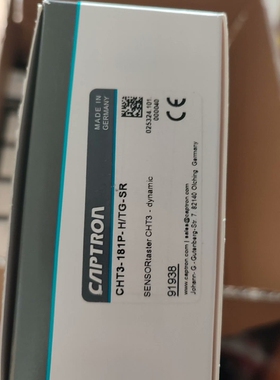 MADE IN
GERMANY
CAPTRON
CHT3-181P-H/TG-SR
SENSORtaster CHT3 - dynamic
025324.101
000040
CE
91938
www.captron.com | sales@captron.com
Johann-G.-Gutenberg-Str. 7, 82140 Olching, Germany